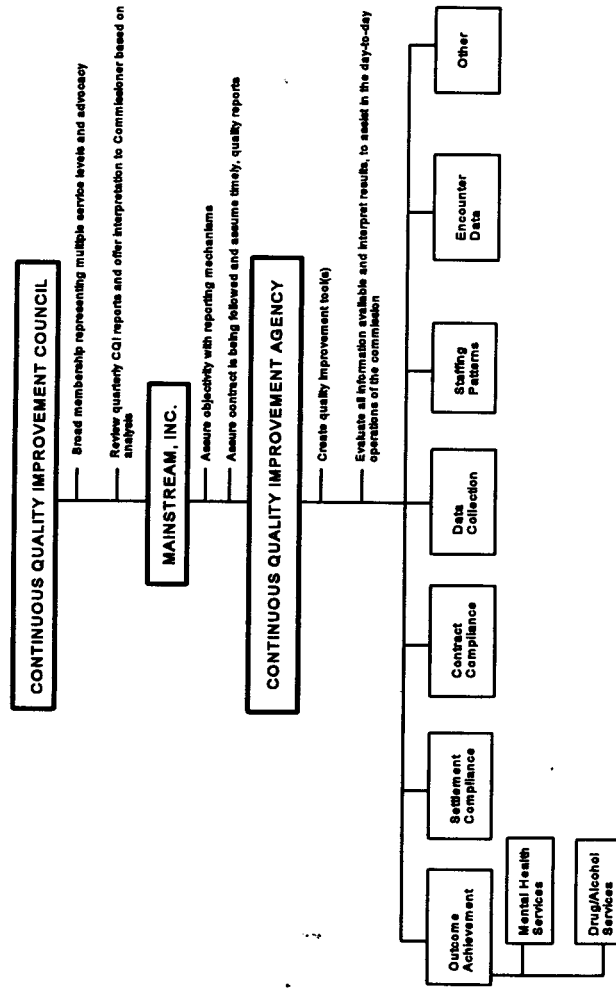 CONTINUOUS QUALITY IMPROVEMENT COUNCIL
Broad membership representing multiple service levels and advocacy
Review quarterly CQI reports and offer interpretation to Commissioner based on
analysis
MAINSTREAM, INC.
Assure objectivity with reporting mechanisms
Assure contract is being followed and assume timely, quality reports
CONTINUOUS QUALITY IMPROVEMENT AGENCY
Create quality improvement tool(s)
Evaluate all information available and interpret results, to assist in the day-to-day
operations of the commission
Outcome
Achievement
Mental Health
Services
Drug/Alcohol
Services
Settlement
Compliance
Contract
Compliance
Data
Collection
Staffing
Patterns
Encounter
Data
Other